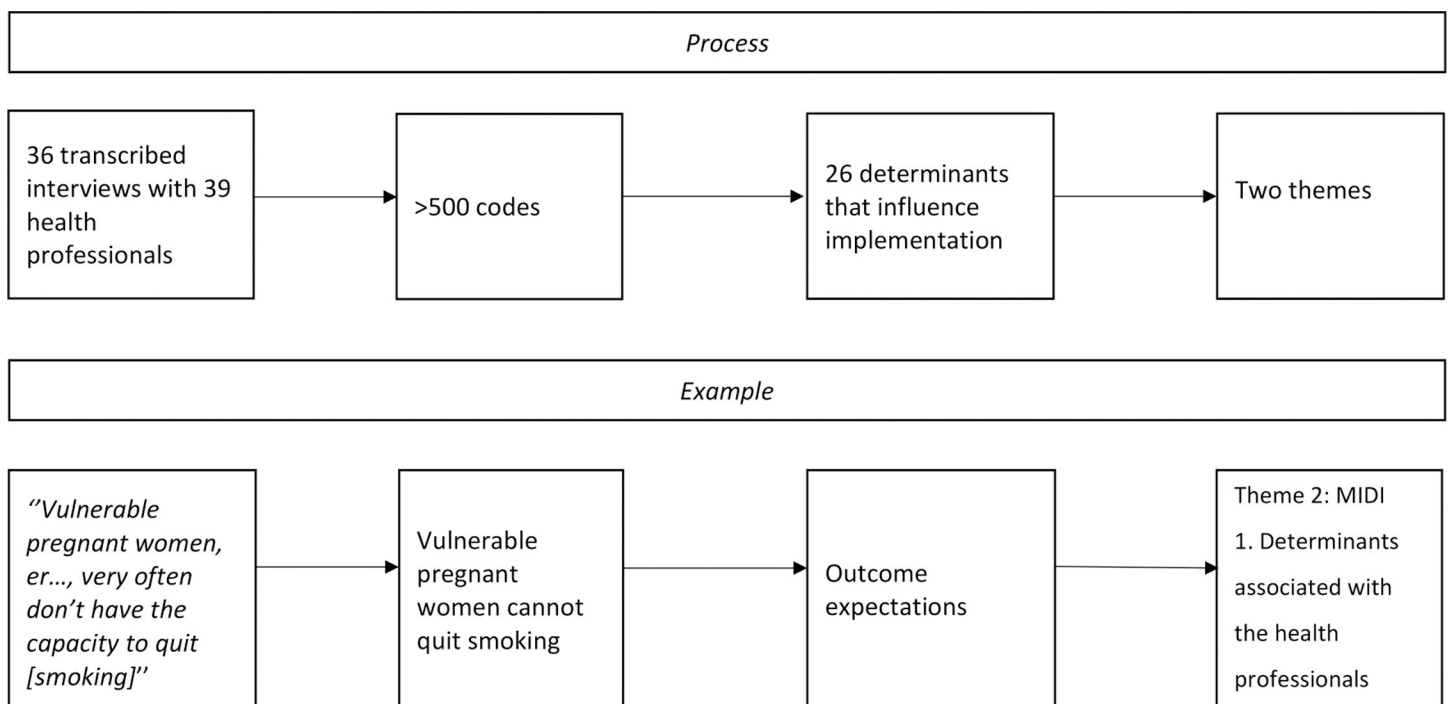 Process
36 transcribed
interviews with 39
health
professionals
>500 codes
26 determinants
that influence
implementation
Two themes
Example
‘’Vulnerable
pregnant women,
er…, very often
don’t have the
capacity to quit
[smoking]’’
Vulnerable
pregnant
women cannot
quit smoking
Outcome
expectations
Theme 2: MIDI
1. Determinants
associated with
the health
professionals